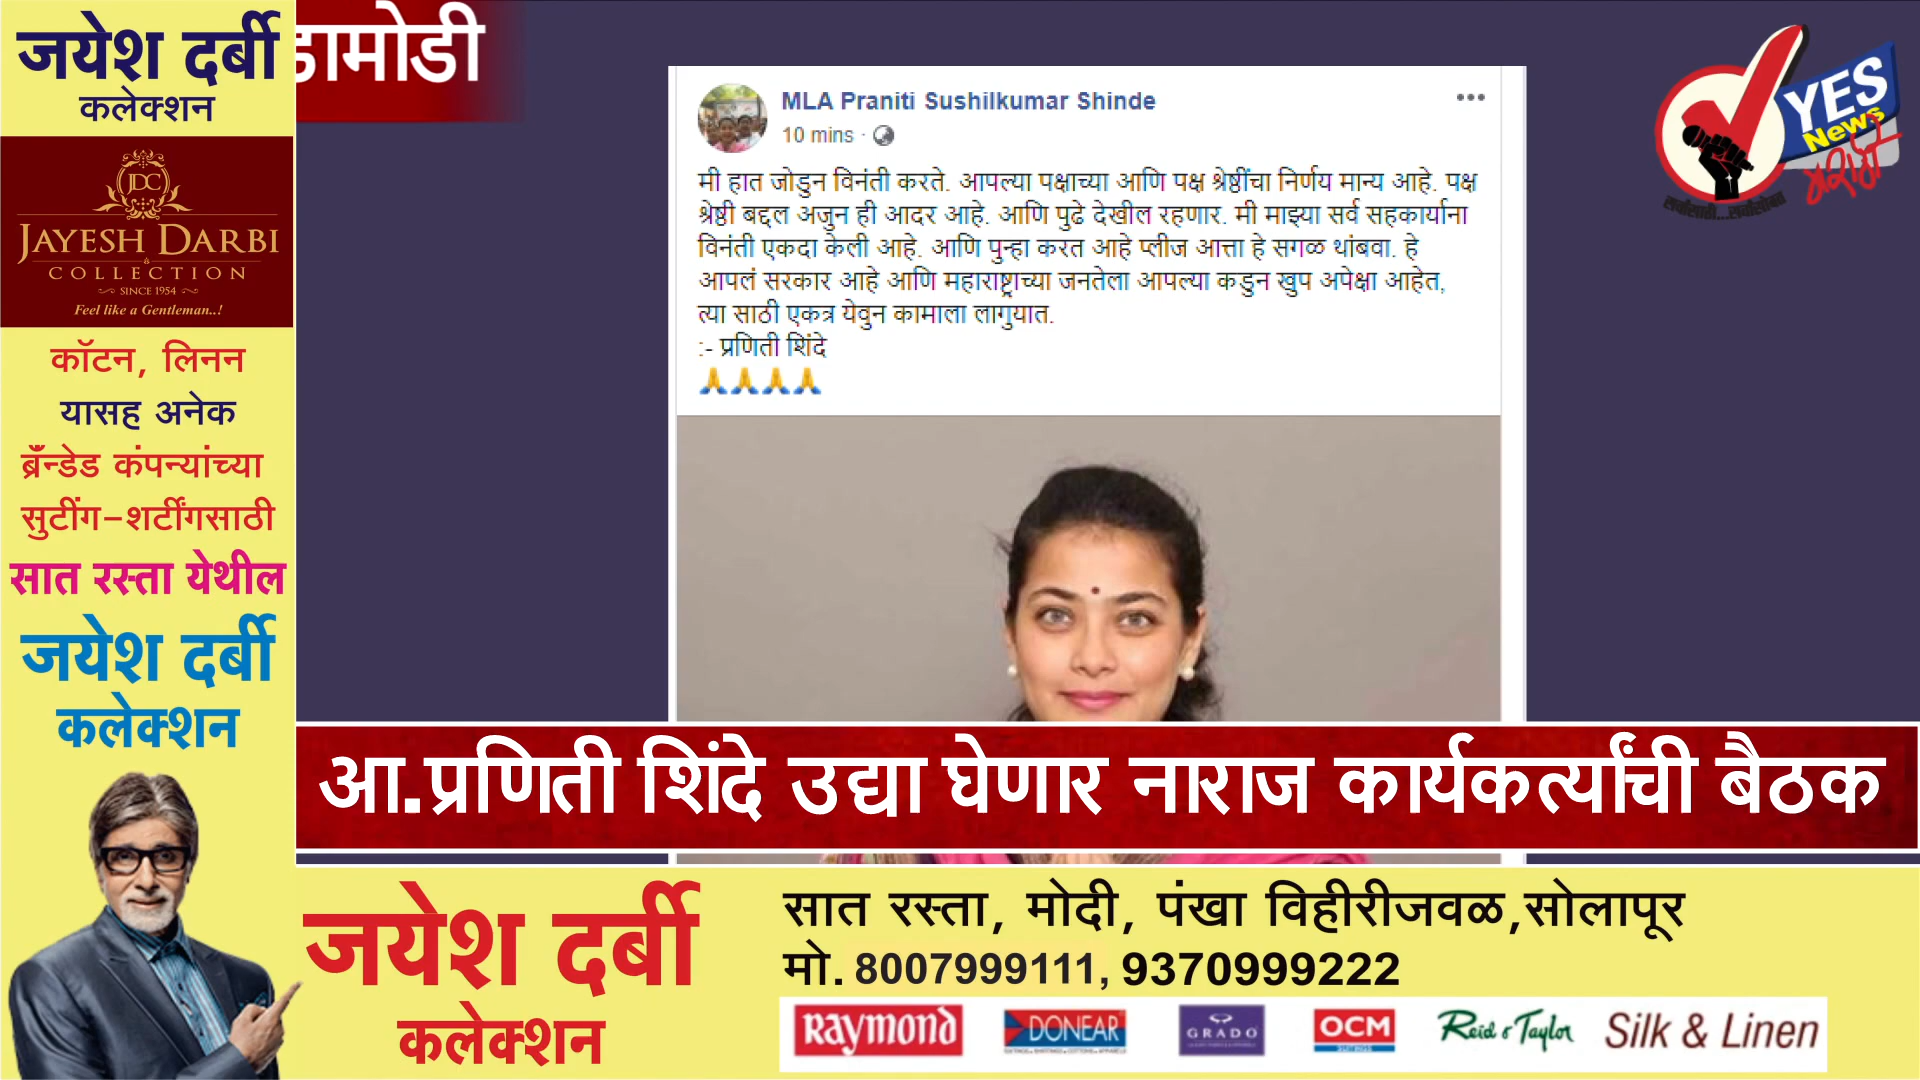 जयेश दर्बी
कलेक्शन
JDC
JAYESH DARBI
&
COLLECTION
SINCE 1954
Feel like a Gentleman..!
कॉटन, लिनन
यासह अनेक
ब्रॅंन्डेड कंपन्यांच्या
सुटींग-शर्टींगसाठी
सात रस्ता येथील
जयेश दर्बी
कलेक्शन
डामोडी
MLA Praniti Sushilkumar Shinde
10 mins ·
मी हात जोडुन विनंती करते. आपल्या पक्षाच्या आणि पक्ष श्रेष्ठींचा निर्णय मान्य आहे. पक्ष
श्रेष्ठी बद्दल अजुन ही आदर आहे. आणि पुढे देखील रहणार. मी माझ्या सर्व सहकार्याना
विनंती एकदा केली आहे. आणि पुन्हा करत आहे प्लीज आत्ता हे सगळ थांबवा. हे
आपलं सरकार आहे आणि महाराष्ट्राच्या जनतेला आपल्या कडुन खुप अपेक्षा आहेत,
त्या साठी एकत्र येवुन कामाला लागुयात.
:- प्रणिती शिंदे
🙏🙏🙏🙏
YES
News
मराठी
आ.प्रणिती शिंदे उद्या घेणार नाराज कार्यकर्त्यांची बैठक
जयेश दर्बी
कलेक्शन
सात रस्ता, मोदी, पंखा विहीरीजवळ,सोलापूर
मो. 8007999111, 9370999222
Raymond
DONEAR
GRADO
OCM
SUITINGS
Reid & Taylor
Silk & Linen